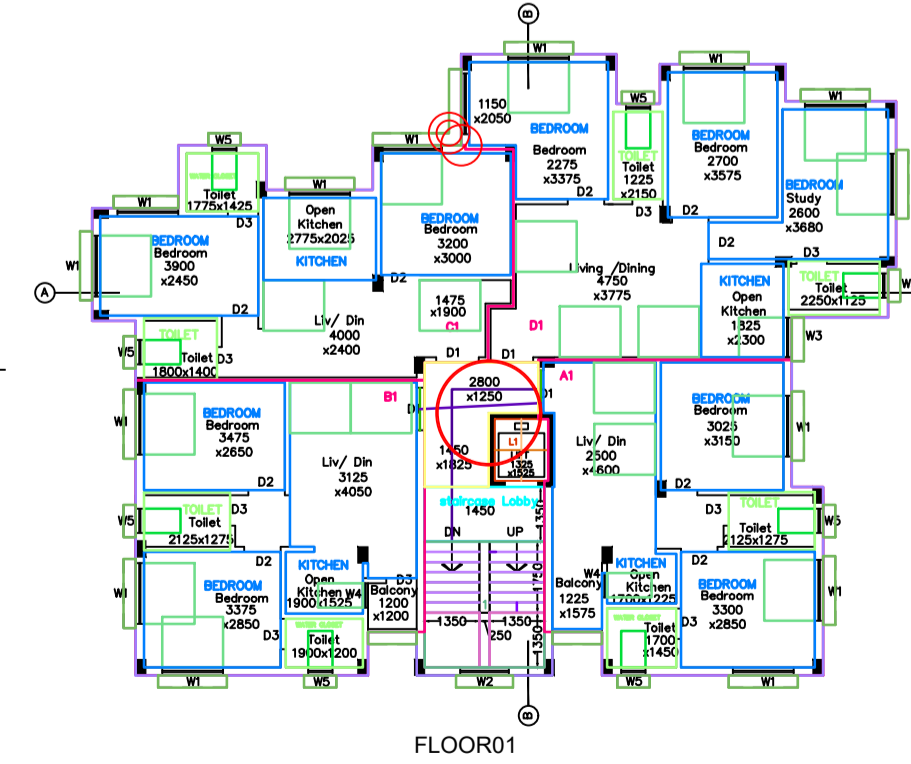 B
W1
W1
1150
x2050
BEDROOM
Bedroom
2275
x3375
D2
W5
TOILET
Toilet
1225
x2150
D3
BEDROOM
Bedroom
2700
x3575
D2
W1
BEDROOM
Study
2600
x3680
D2
D3
W5
Toilet
1775x1425
D3
W1
Open
Kitchen
2775x2025
KITCHEN
W1
BEDROOM
Bedroom
3200
x3000
D2
W1
W1
BEDROOM
Bedroom
3900
x2450
D2
A
Living /Dining
4750
x3775
KITCHEN
Open
Kitchen
1825
x2300
TOILET
Toilet
2250x1125
W
W3
Liv/ Din
4000
x2400
1475
x1900
C1
D1
TOILET
Toilet
1800x1400
D3
W5
D1
D1
2800
x1250
D1
A1
B1
D
1450
x1825
L1
LIFT
1325
x1525
W1
BEDROOM
Bedroom
3475
x2650
D2
Liv/ Din
3125
x4050
Liv/ Din
2500
x4600
BEDROOM
Bedroom
3025
x3150
D2
W1
staircase Lobby
1450
1350
DN
UP
W5
TOILET
Toilet
2125x1275
D3
D2
TOILET
Toilet
2125x1275
D3
W5
D2
W1
BEDROOM
Bedroom
3375
x2850
D3
KITCHEN
Open
Kitchen
1900x1525
W4
D3
Balcony
1200
x1200
1750
W4
Balcony
1225
x1575
KITCHEN
Open
Kitchen
1700x1225
BEDROOM
Bedroom
3300
x2850
D3
W1
Toilet
1900x1200
1350
1350
250
1350
Toilet
1700
x1450
W1
W5
W2
W5
W1
B
FLOOR01